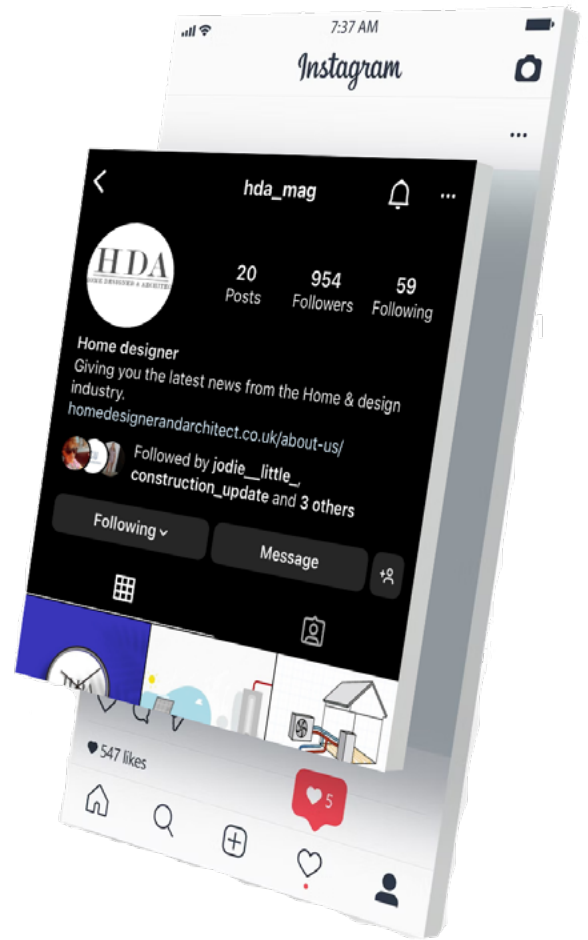 7:37 AM
Instagram
hda_mag
HDA
20
Posts
954
Followers
59
Following
Home designer
Giving you the latest news from the Home & design
industry.
homedesignerandarchitect.co.uk/about-us/
Followed by jodie__little_,
construction_update and 3 others
Following
Message
547 likes
5